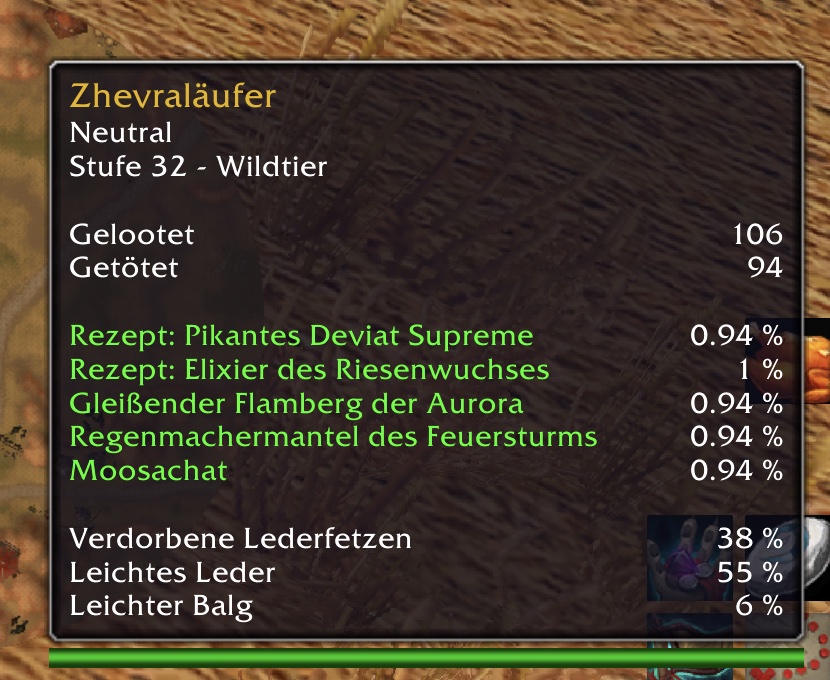 Zhevraläufer
Neutral
Stufe 32 - Wildtier
Gelootet 106
Getötet 94
Rezept: Pikantes Deviat Supreme 0.94 %
Rezept: Elixier des Riesenwuchses 1 %
Gleißender Flamberg der Aurora 0.94 %
Regenmachermantel des Feuersturms 0.94 %
Moosachat 0.94 %
Verdorbene Lederfetzen 38 %
Leichtes Leder 55 %
Leichter Balg 6 %